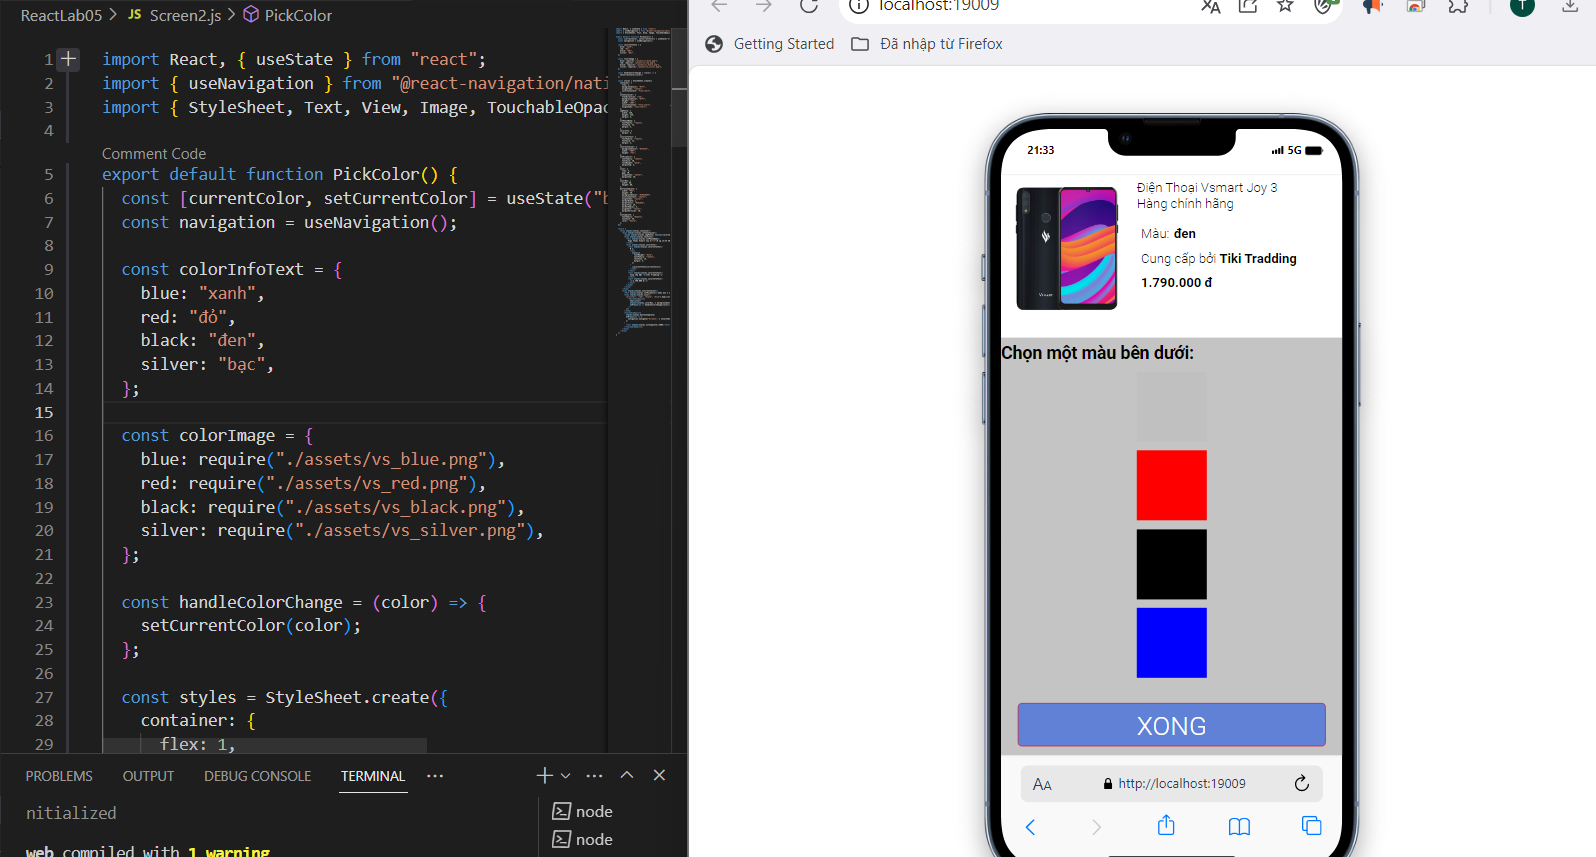 ReactLab05 > JS Screen2.js > PickColor
1 import React, { useState } from "react";
2 import { useNavigation } from "@react-navigation/nati
3 import { StyleSheet, Text, View, Image, TouchableOpac
4
Comment Code
5 export default function PickColor() {
6 const [currentColor, setCurrentColor] = useState("b
7 const navigation = useNavigation();
8
9 const colorInfoText = {
10 blue: "xanh",
11 red: "đỏ",
12 black: "đen",
13 silver: "bạc",
14 };
15
16 const colorImage = {
17 blue: require("./assets/vs_blue.png"),
18 red: require("./assets/vs_red.png"),
19 black: require("./assets/vs_black.png"),
20 silver: require("./assets/vs_silver.png"),
21 };
22
23 const handleColorChange = (color) => {
24 setCurrentColor(color);
25 };
26
27 const styles = StyleSheet.create({
28 container: {
29 flex: 1,
PROBLEMS OUTPUT DEBUG CONSOLE TERMINAL
nitialized
web compiled with 1 warning
node
node
localhost:19009
T
Getting Started
Đã nhập từ Firefox
21:33
5G
Điện Thoại Vsmart Joy 3
Hàng chính hãng
Màu: đen
Cung cấp bởi Tiki Tradding
1.790.000 đ
Vsmart
Chọn một màu bên dưới:
XONG
AA http://localhost:19009